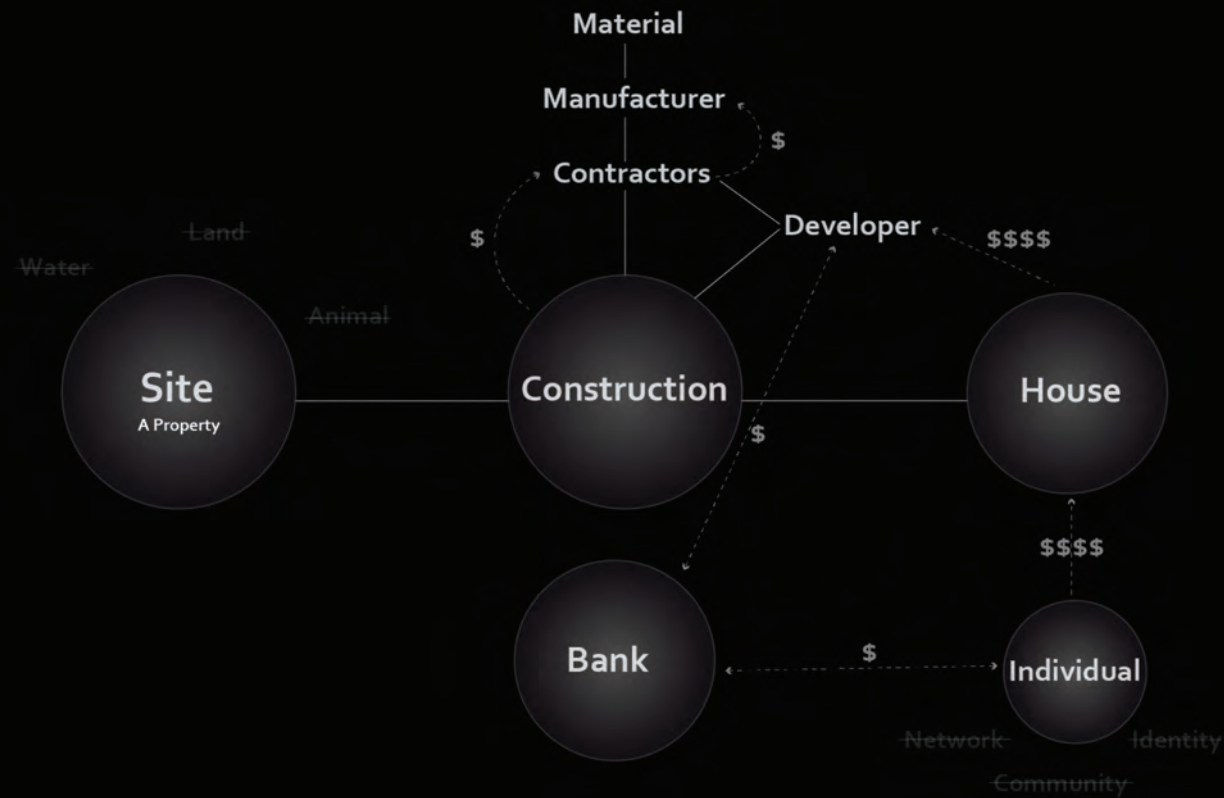 Material
Manufacturer
$
Contractors
Developer
$
$$$$
Land
Water
Animal
Site
A Property
Construction
House
$
$$$$
Bank
$
Individual
Network
Identity
Community